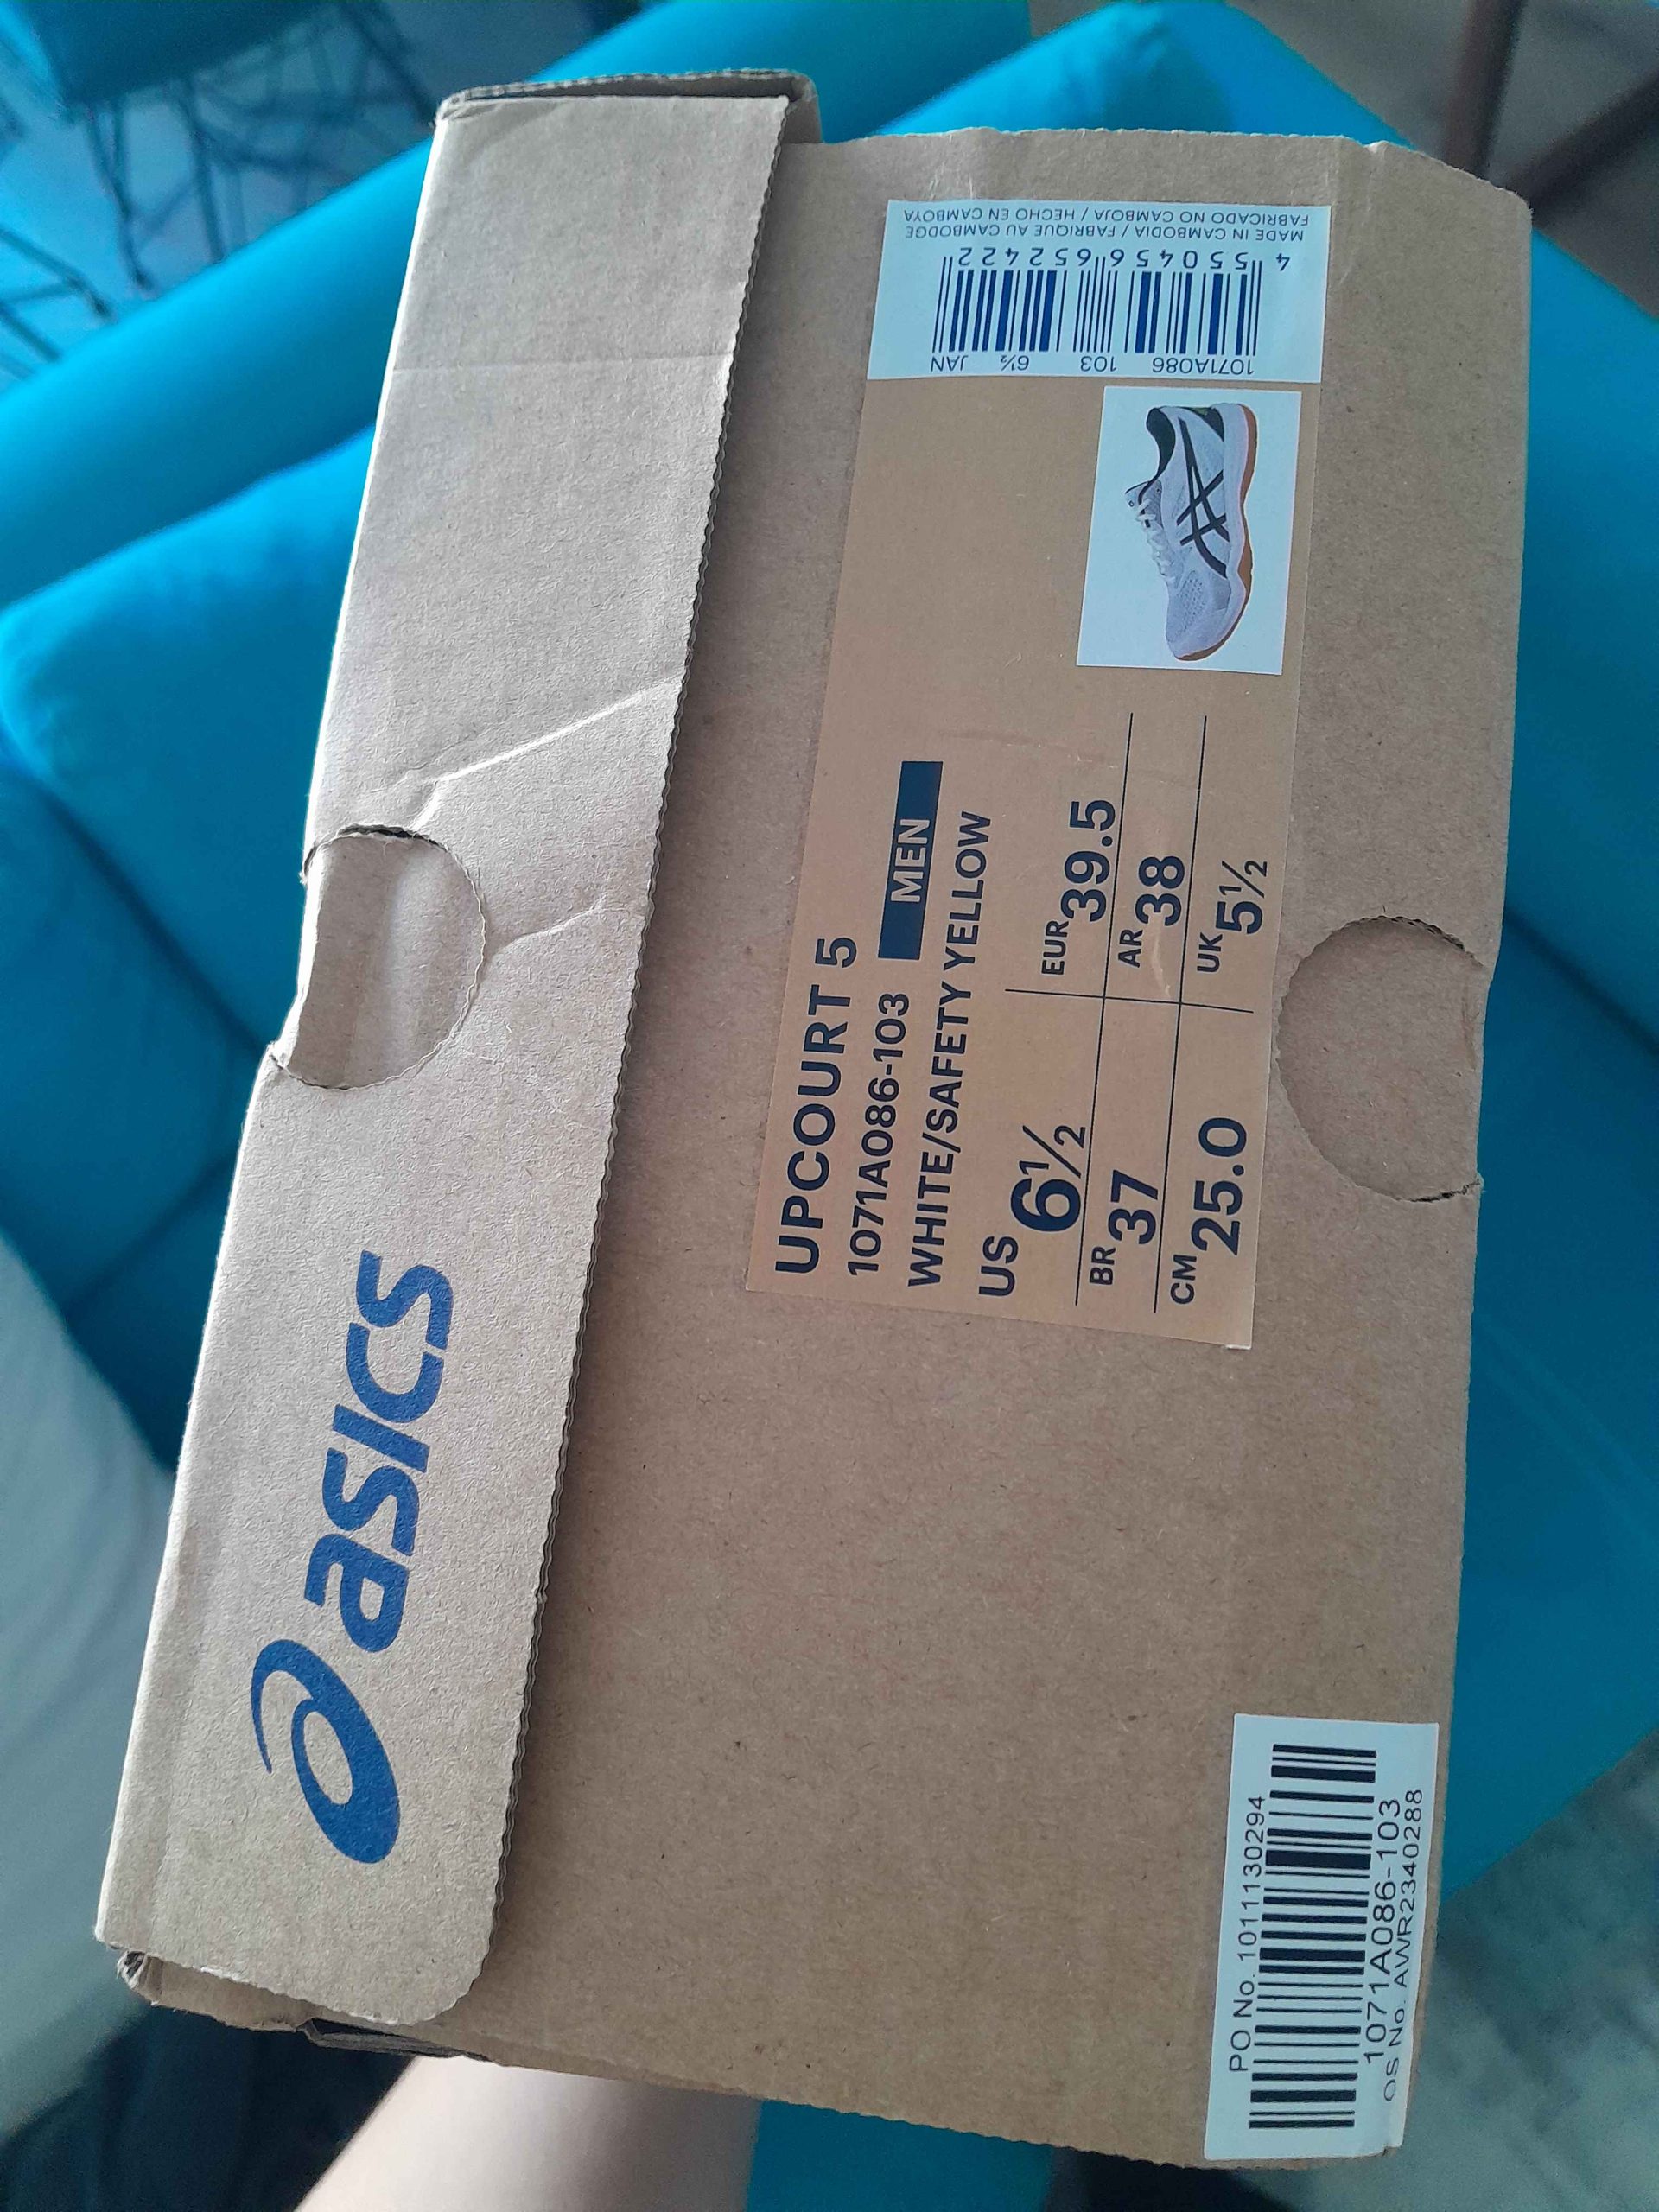 asics
UPCOURT 5
1071A086-103 MEN
WHITE/SAFETY YELLOW
US 6½ EUR 39.5
BR 37 AR 38
CM 25.0 UK 5½
1071A086 103 6½ JAN
4 550456 652422
MADE IN CAMBODIA / FABRIQUE AU CAMBODGE
FABRICADO NO CAMBOJA / HECHO EN CAMBOYA
PO No. 1011130294
1071A086-103
OS No. AWR2340288